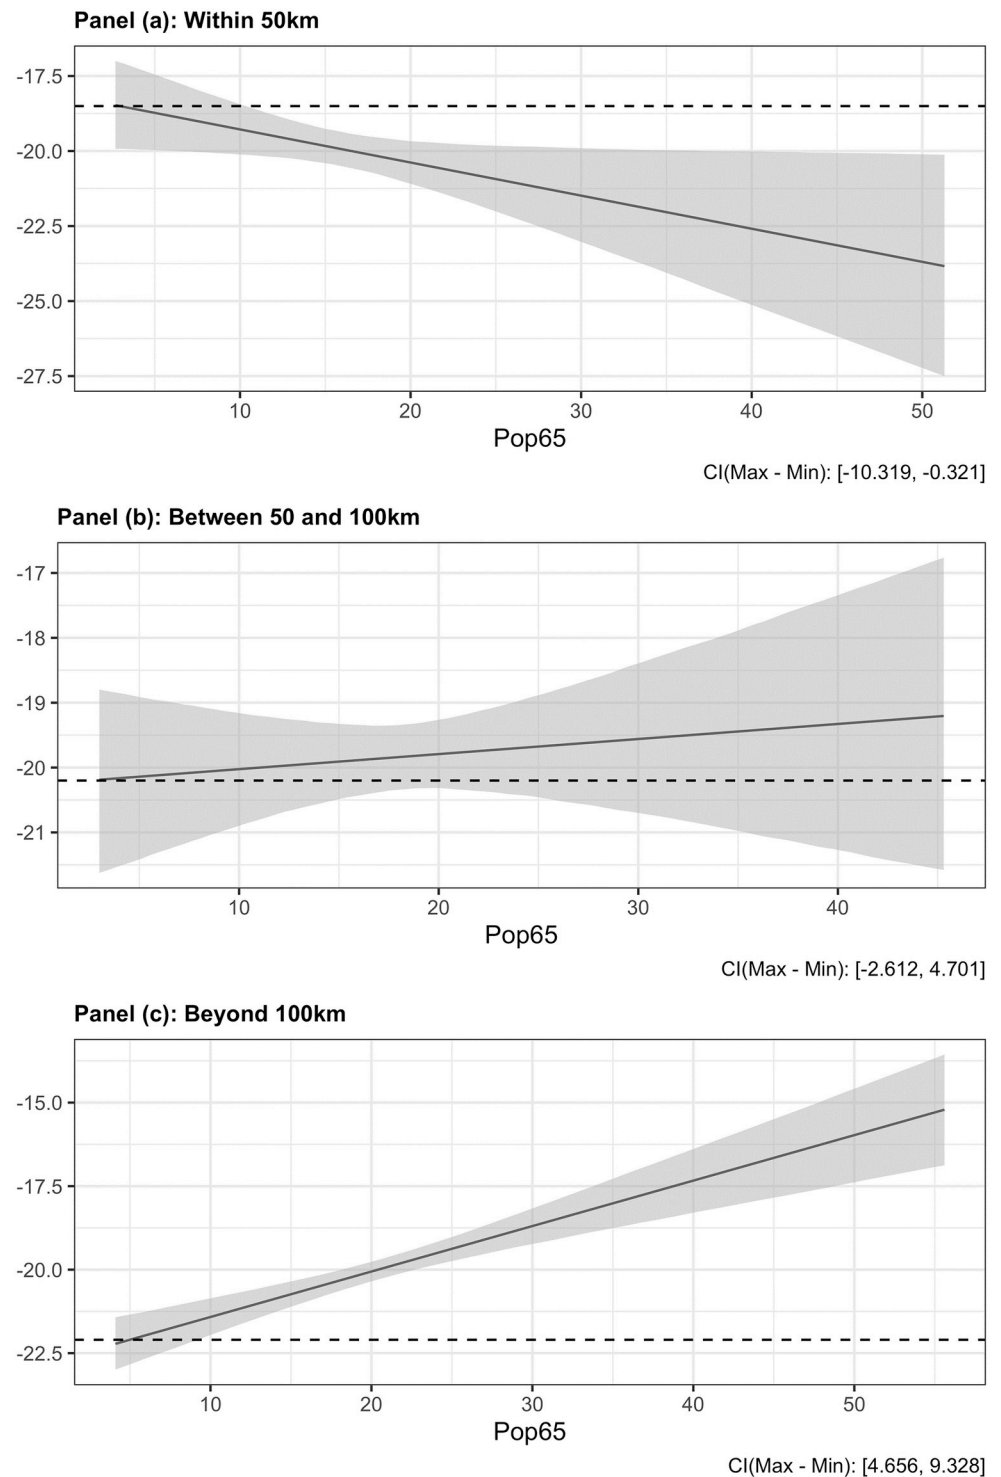 Panel (a): Within 50km
-17.5
-20.0
-22.5
-25.0
-27.5
10 20 30 40 50
Pop65
CI(Max - Min): [-10.319, -0.321]
Panel (b): Between 50 and 100km
-17
-18
-19
-20
-21
10 20 30 40
Pop65
CI(Max - Min): [-2.612, 4.701]
Panel (c): Beyond 100km
-15.0
-17.5
-20.0
-22.5
10 20 30 40 50
Pop65
CI(Max - Min): [4.656, 9.328]